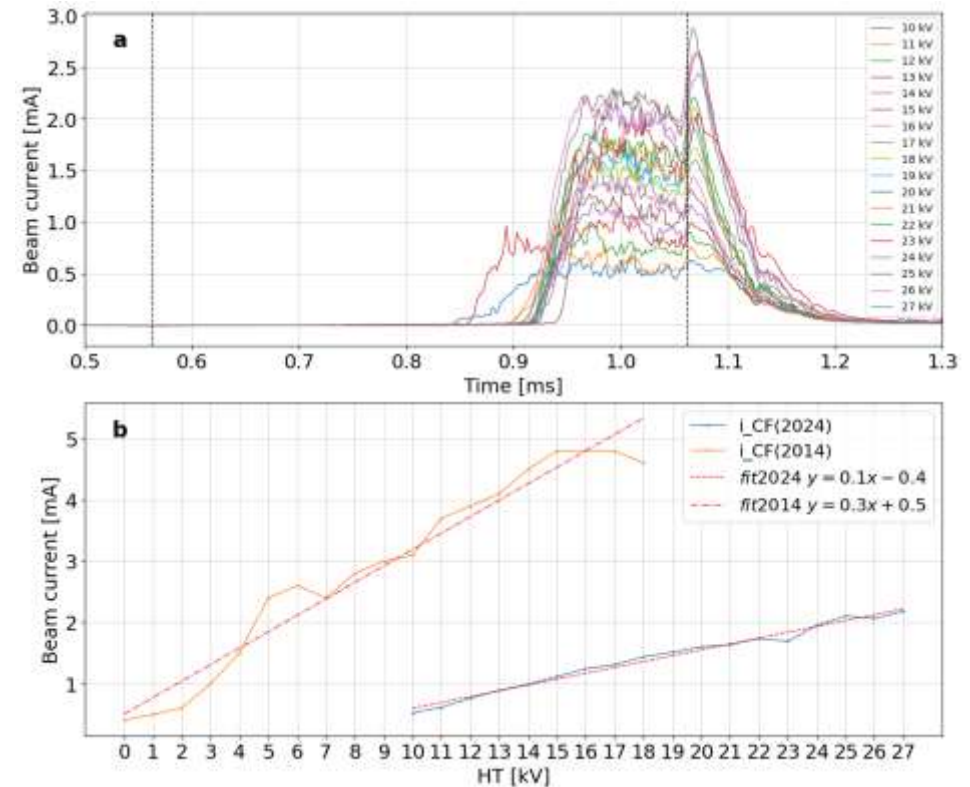 a
3.0
2.5
2.0
1.5
1.0
0.5
0.0
Beam current [mA]
10 kV
11 kV
12 kV
13 kV
14 kV
15 kV
16 kV
17 kV
18 kV
19 kV
20 kV
21 kV
22 kV
23 kV
24 kV
25 kV
26 kV
27 kV
0.5 0.6 0.7 0.8 0.9 1.0 1.1 1.2 1.3
Time [ms]
b
5
4
3
2
1
Beam current [mA]
i_CF(2024)
i_CF(2014)
fit2024 y = 0.1x − 0.4
fit2014 y = 0.3x + 0.5
0 1 2 3 4 5 6 7 8 9 10 11 12 13 14 15 16 17 18 19 20 21 22 23 24 25 26 27
HT [kV]